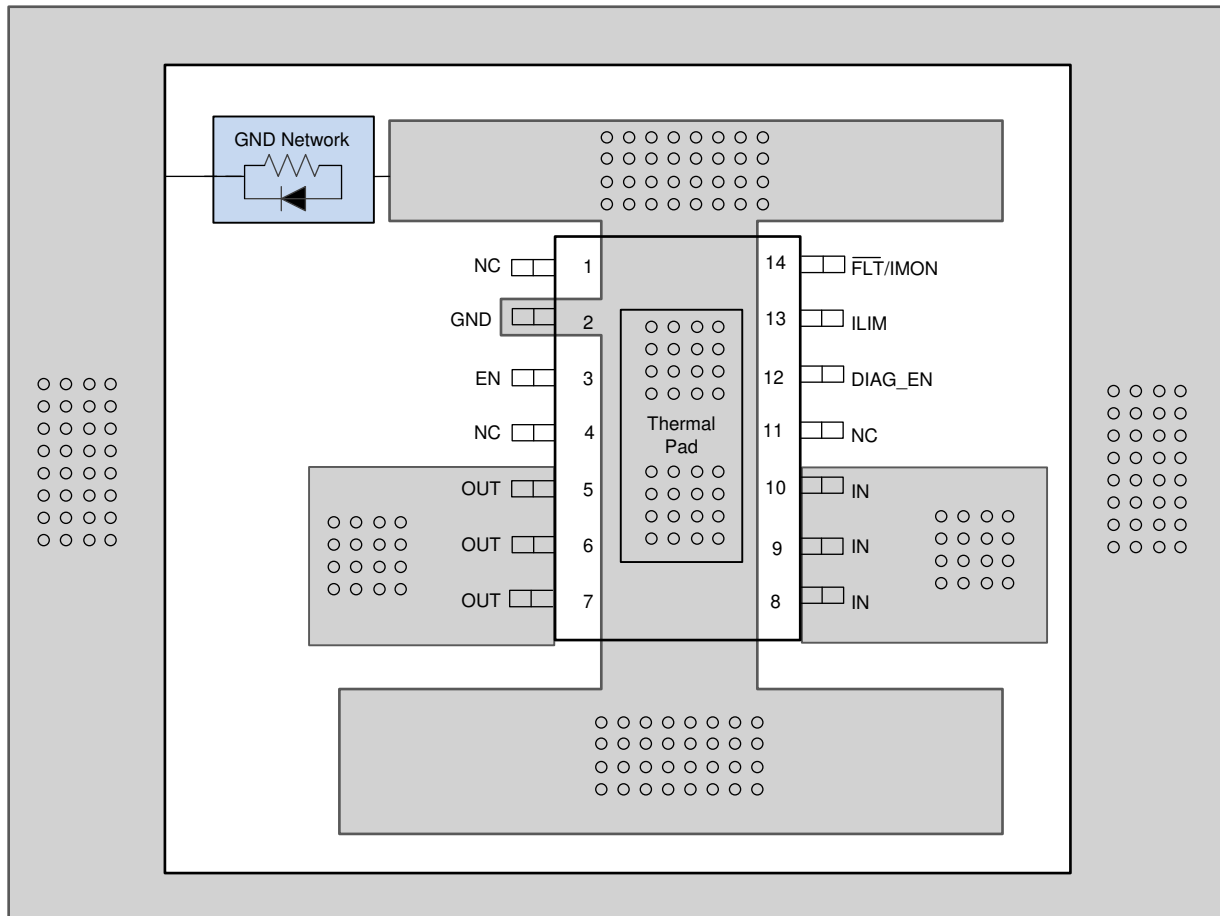 GND Network
NC 1 14 F̅L̅T̅/IMON
GND 2 13 ILIM
EN 3 12 DIAG_EN
NC 4 11 NC
Thermal
Pad
OUT 5 10 IN
OUT 6 9 IN
OUT 7 8 IN